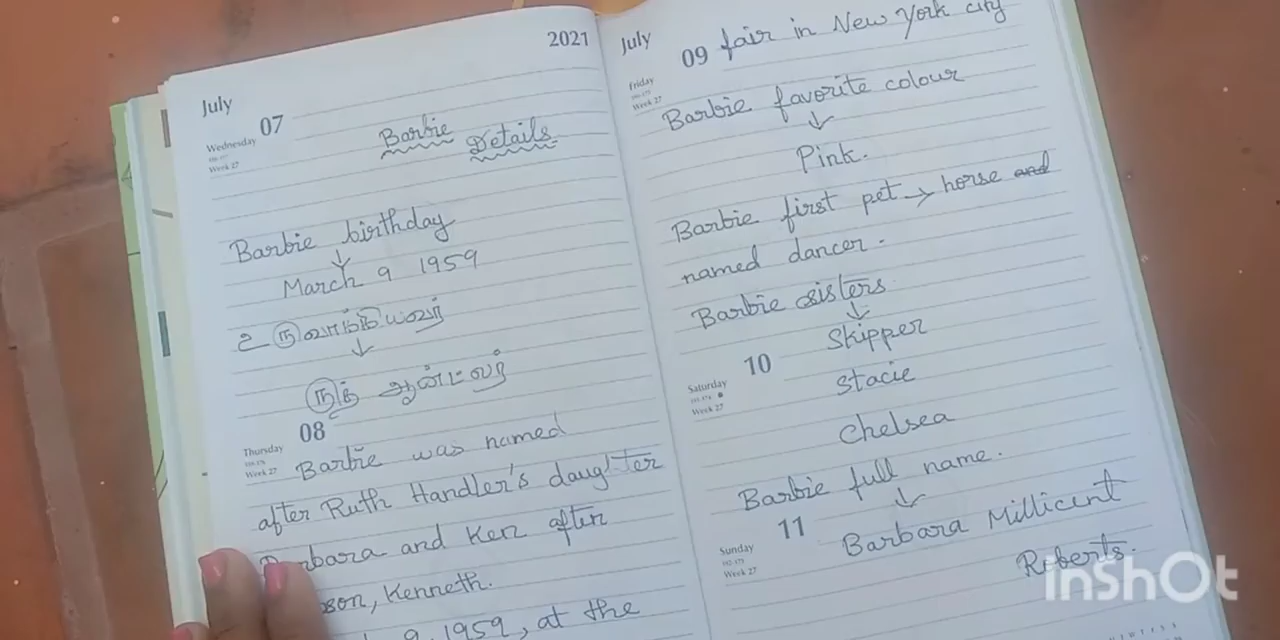 2021
July
07
Wednesday
Week 27
Barbie Details
Barbie birthday
↓
March 9 1959
உருவாக்கியவர்
↓
ரூத் ஆண்ட்லர்
08
Thursday
Week 27
Barbie was named
after Ruth Handler's daughter
Barbara and Ken after
son, Kenneth.
9, 1959, at the
July
09
Friday
Week 27
fair in New York city
Barbie favorite colour
↓
Pink.
Barbie first pet → horse and
named dancer.
Barbie sisters
↓
Skipper
10
Saturday
Week 27
Stacie
Chelsea
Barbie full name.
↓
11
Sunday
Week 27
Barbara Millicent
Roberts.
InShOt